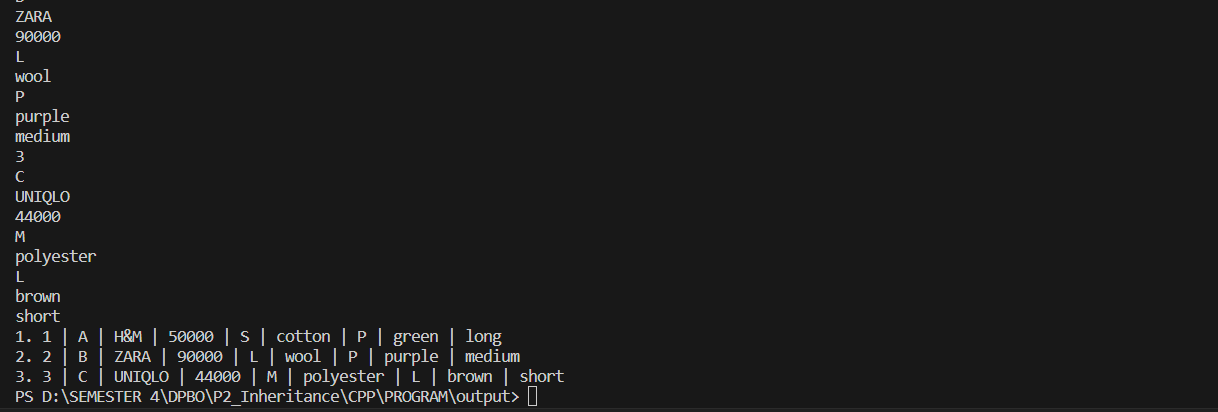 ZARA
90000
L
wool
P
purple
medium
3
C
UNIQLO
44000
M
polyester
L
brown
short
1. 1 | A | H&M | 50000 | S | cotton | P | green | long
2. 2 | B | ZARA | 90000 | L | wool | P | purple | medium
3. 3 | C | UNIQLO | 44000 | M | polyester | L | brown | short
PS D:\SEMESTER 4\DPBO\P2_Inheritance\CPP\PROGRAM\output>